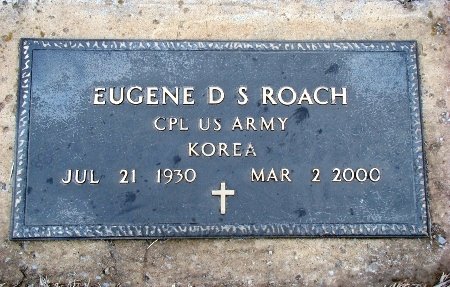 EUGENE D S ROACH
CPL US ARMY
KOREA
JUL 21 1930 MAR 2 2000